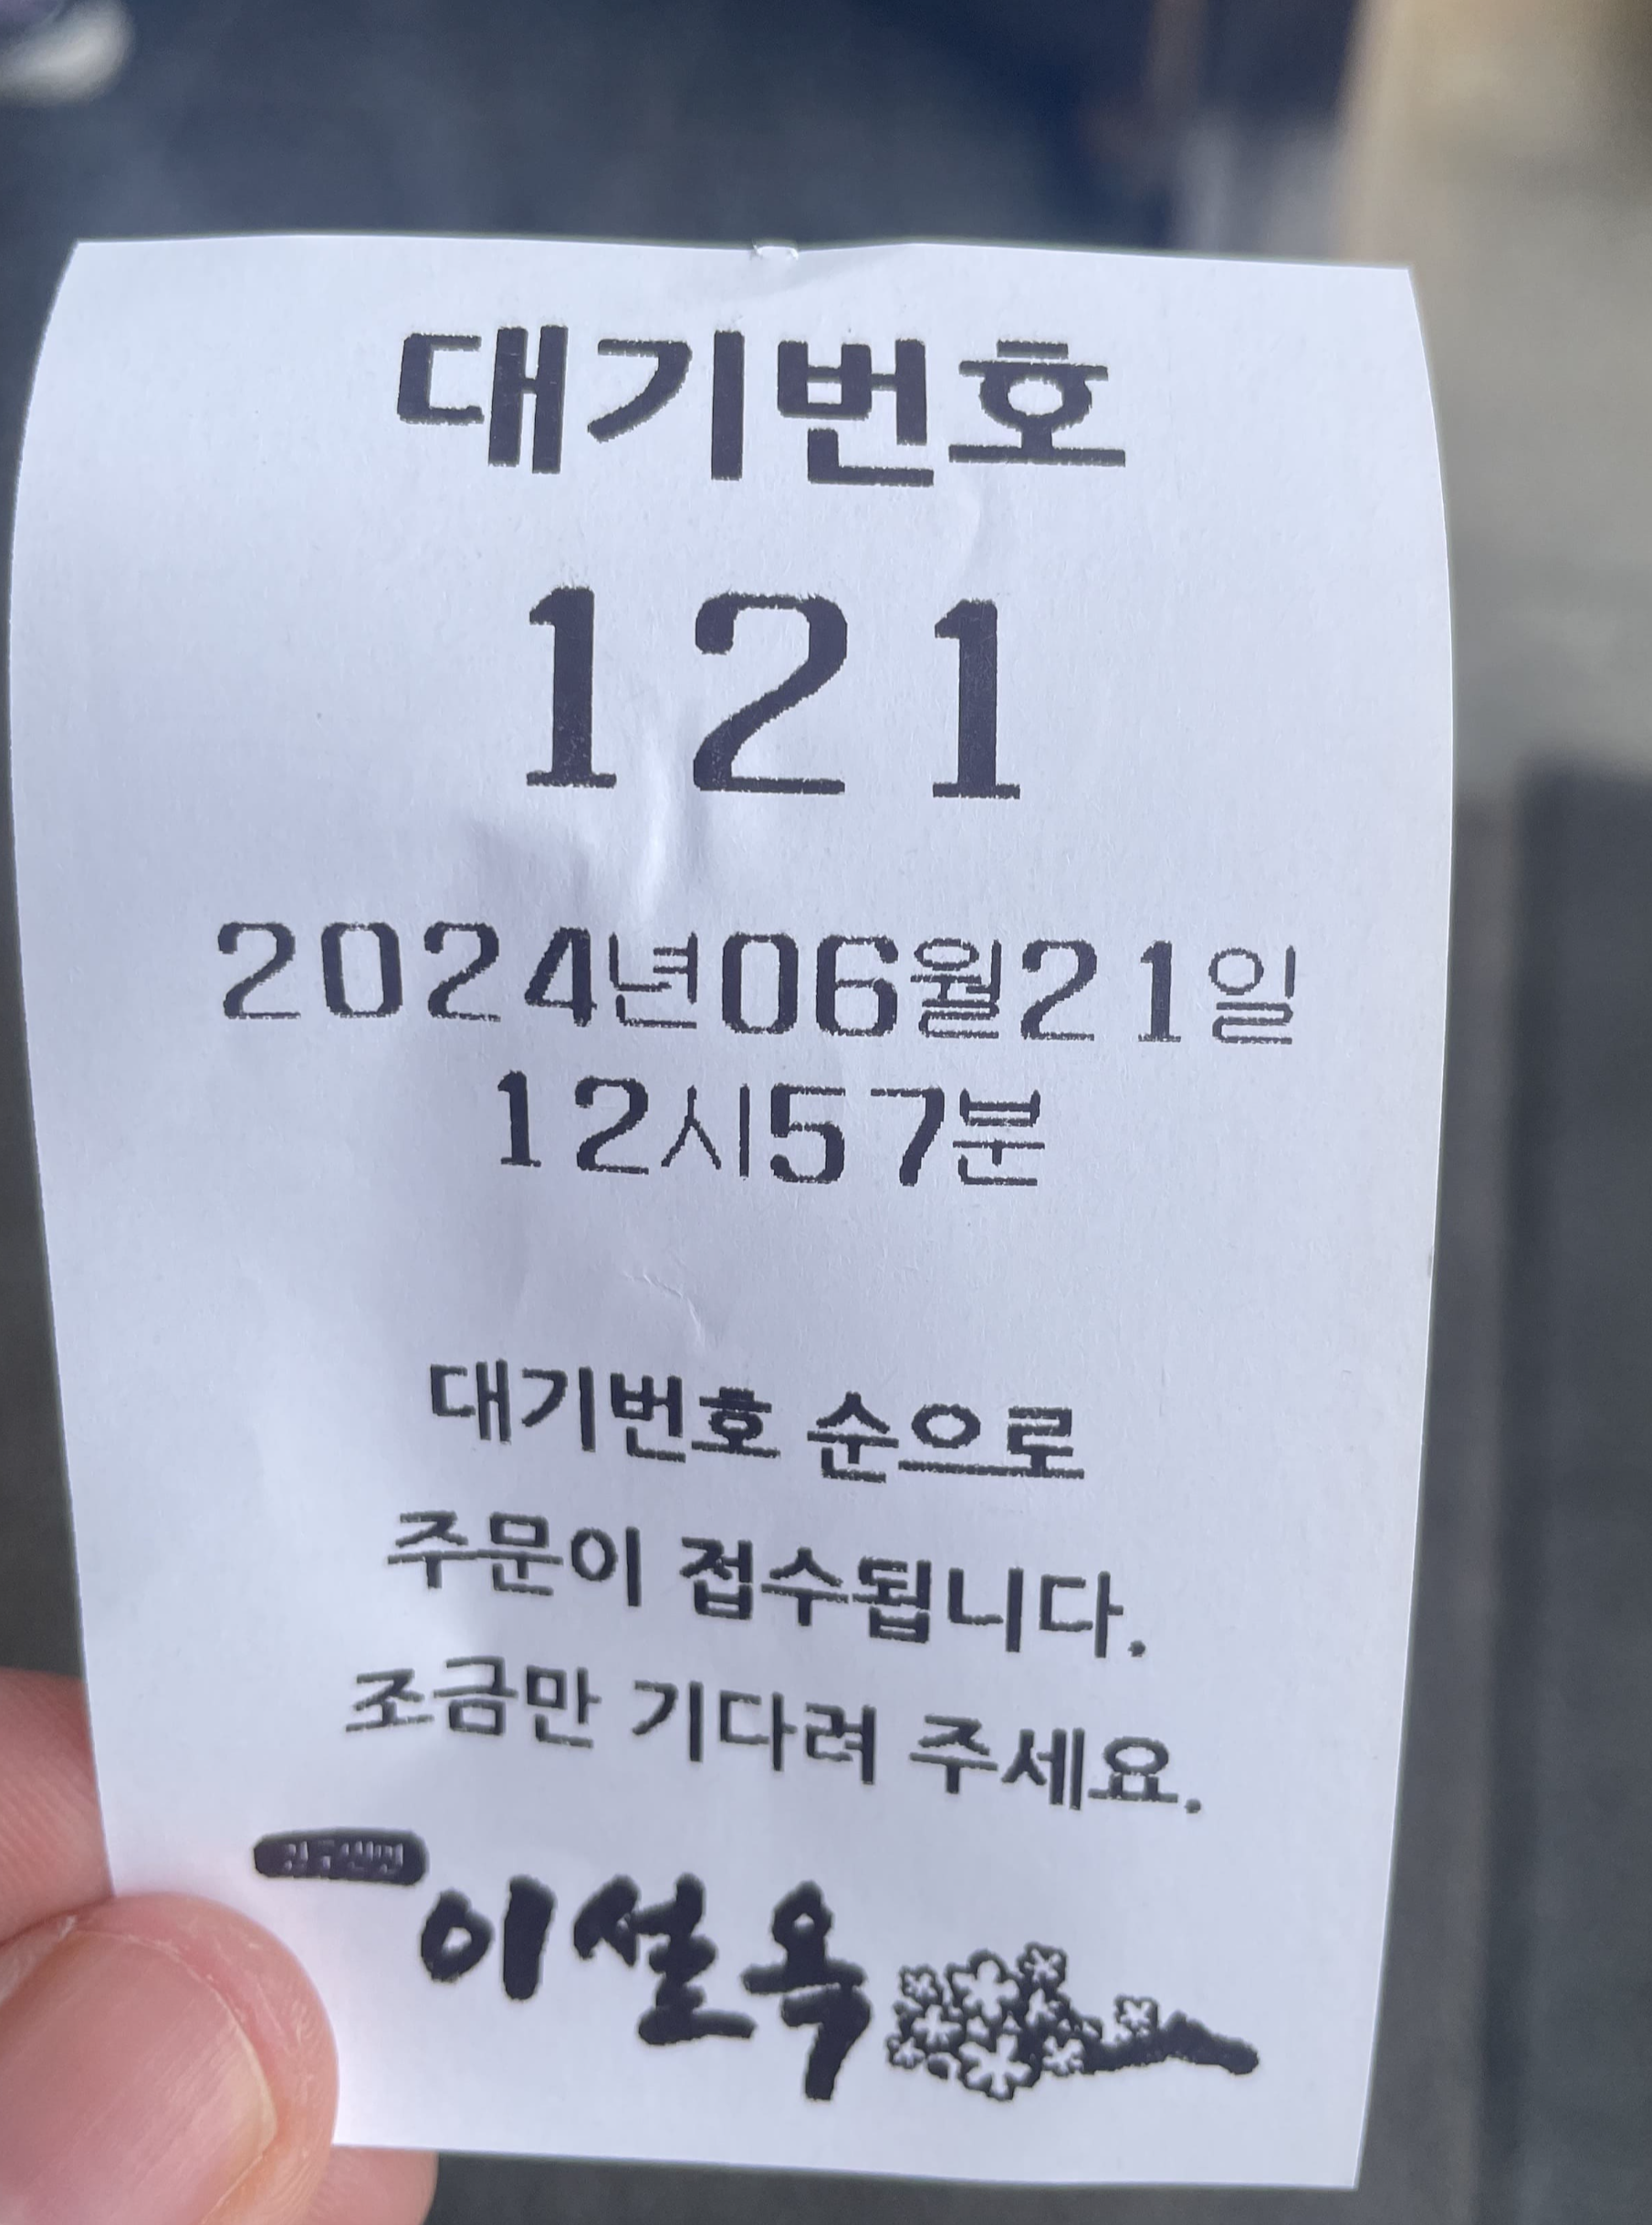 대기번호
121
2024년06월21일
12시57분
대기번호 순으로
주문이 접수됩니다.
조금만 기다려 주세요.
이설옥